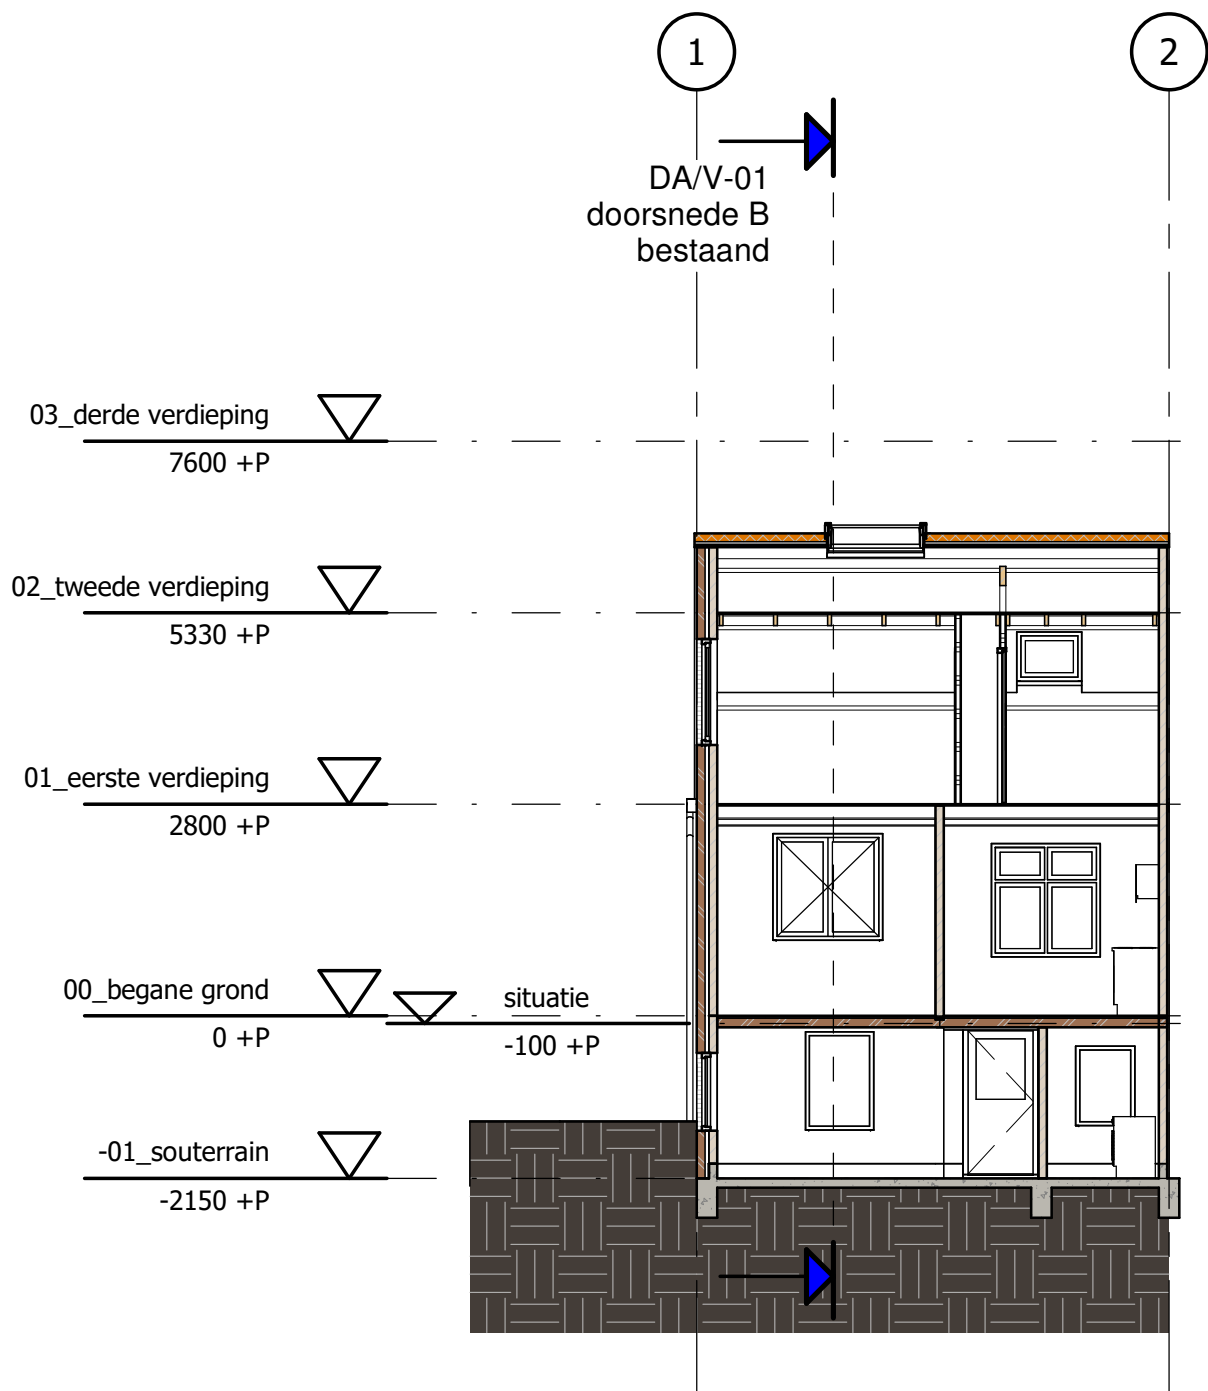 1
2
DA/V-01
doorsnede B
bestaand
03_derde verdieping
7600 +P
02_tweede verdieping
5330 +P
01_eerste verdieping
2800 +P
00_begane grond
0 +P
situatie
-100 +P
-01_souterrain
-2150 +P